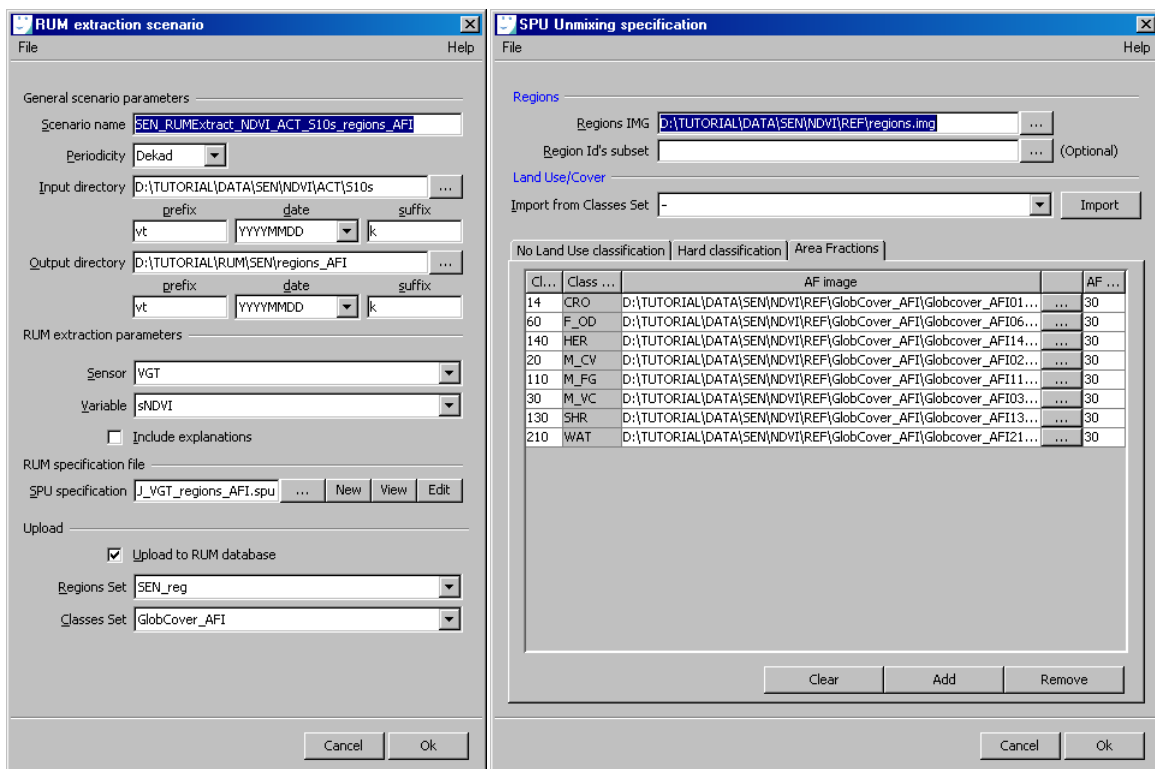 RUM extraction scenario
File Help
General scenario parameters
Scenario name SEN_RUMExtract_NDVI_ACT_S10s_regions_AFI
Periodicity Dekad
Input directory D:\TUTORIAL\DATA\SEN\NDVI\ACT\S10s ...
prefix date suffix
vt YYYYMMDD k
Output directory D:\TUTORIAL\RUM\SEN\regions_AFI ...
prefix date suffix
vt YYYYMMDD k
RUM extraction parameters
Sensor VGT
Variable sNDVI
Include explanations
RUM specification file
SPU specification J_VGT_regions_AFI.spu ... New View Edit
Upload
Upload to RUM database
Regions Set SEN_reg
Classes Set GlobCover_AFI
Cancel Ok
SPU Unmixing specification
File Help
Regions
Regions IMG D:\TUTORIAL\DATA\SEN\NDVI\REF\regions.img ...
Region Id's subset ... (Optional)
Land Use/Cover
Import from Classes Set - Import
No Land Use classification Hard classification Area Fractions
Cl... Class ... AF image AF ...
14 CRO D:\TUTORIAL\DATA\SEN\NDVI\REF\GlobCover_AFI\Globcover_AFI01... ... 30
60 F_OD D:\TUTORIAL\DATA\SEN\NDVI\REF\GlobCover_AFI\Globcover_AFI06... ... 30
140 HER D:\TUTORIAL\DATA\SEN\NDVI\REF\GlobCover_AFI\Globcover_AFI14... ... 30
20 M_CV D:\TUTORIAL\DATA\SEN\NDVI\REF\GlobCover_AFI\Globcover_AFI02... ... 30
110 M_FG D:\TUTORIAL\DATA\SEN\NDVI\REF\GlobCover_AFI\Globcover_AFI11... ... 30
30 M_VC D:\TUTORIAL\DATA\SEN\NDVI\REF\GlobCover_AFI\Globcover_AFI03... ... 30
130 SHR D:\TUTORIAL\DATA\SEN\NDVI\REF\GlobCover_AFI\Globcover_AFI13... ... 30
210 WAT D:\TUTORIAL\DATA\SEN\NDVI\REF\GlobCover_AFI\Globcover_AFI21... ... 30
Clear Add Remove
Cancel Ok